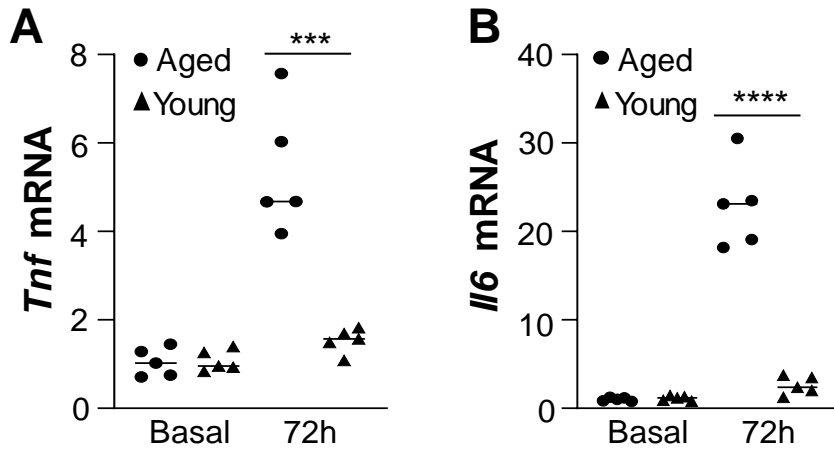 A
Tnf mRNA
8
6
4
2
0
Aged
Young
***
Basal
72h
B
Il6 mRNA
40
30
20
10
0
Aged
Young
****
Basal
72h